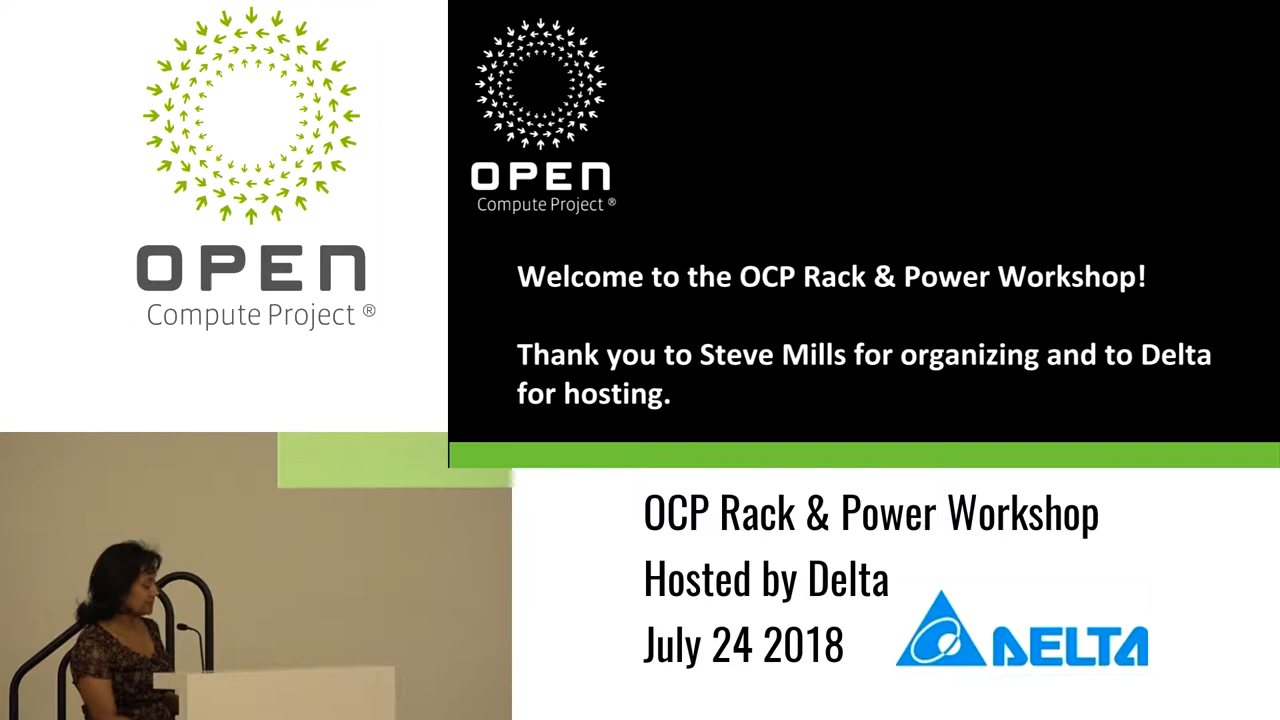 OPEN
Compute Project ®
OPEN
Compute Project ®
Welcome to the OCP Rack & Power Workshop!
Thank you to Steve Mills for organizing and to Delta
for hosting.
OCP Rack & Power Workshop
Hosted by Delta
July 24 2018
DELTA